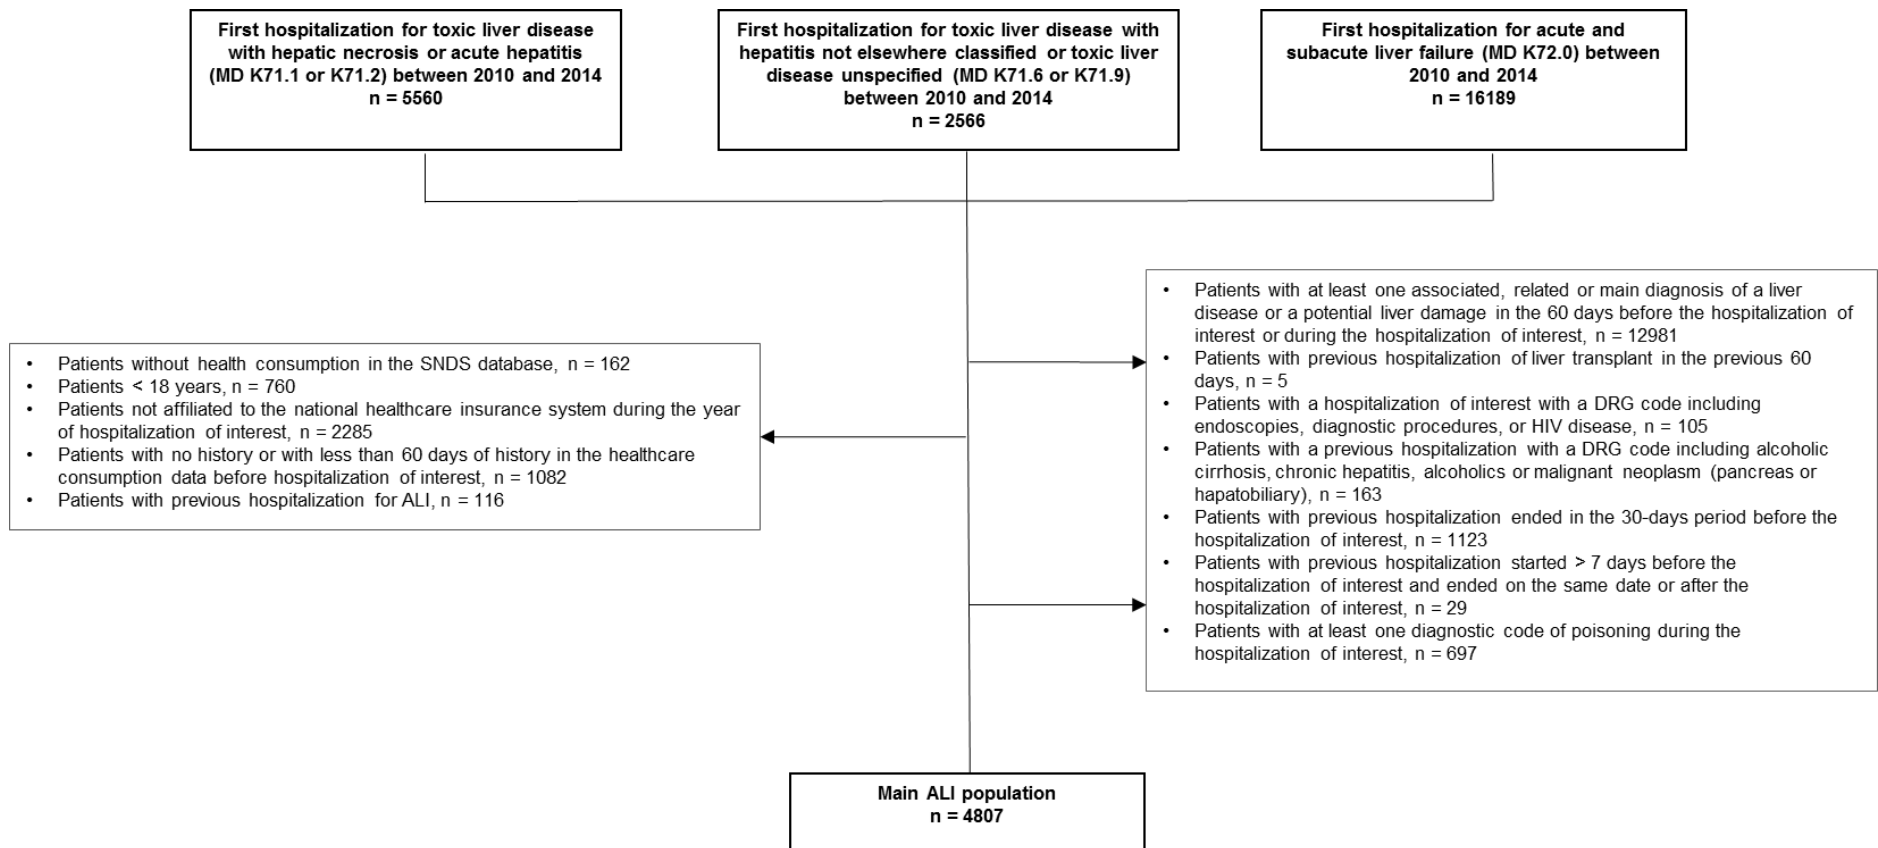 First hospitalization for toxic liver disease
with hepatic necrosis or acute hepatitis
(MD K71.1 or K71.2) between 2010 and 2014
n = 5560
First hospitalization for toxic liver disease with
hepatitis not elsewhere classified or toxic liver
disease unspecified (MD K71.6 or K71.9)
between 2010 and 2014
n = 2566
First hospitalization for acute and
subacute liver failure (MD K72.0) between
2010 and 2014
n = 16189
• Patients without health consumption in the SNDS database, n = 162
• Patients < 18 years, n = 760
• Patients not affiliated to the national healthcare insurance system during the year
of hospitalization of interest, n = 2285
• Patients with no history or with less than 60 days of history in the healthcare
consumption data before hospitalization of interest, n = 1082
• Patients with previous hospitalization for ALI, n = 116
• Patients with at least one associated, related or main diagnosis of a liver
disease or a potential liver damage in the 60 days before the hospitalization of
interest or during the hospitalization of interest, n = 12981
• Patients with previous hospitalization of liver transplant in the previous 60
days, n = 5
• Patients with a hospitalization of interest with a DRG code including
endoscopies, diagnostic procedures, or HIV disease, n = 105
• Patients with a previous hospitalization with a DRG code including alcoholic
cirrhosis, chronic hepatitis, alcoholics or malignant neoplasm (pancreas or
hapatobiliary), n = 163
• Patients with previous hospitalization ended in the 30-days period before the
hospitalization of interest, n = 1123
• Patients with previous hospitalization started > 7 days before the
hospitalization of interest and ended on the same date or after the
hospitalization of interest, n = 29
• Patients with at least one diagnostic code of poisoning during the
hospitalization of interest, n = 697
Main ALI population
n = 4807